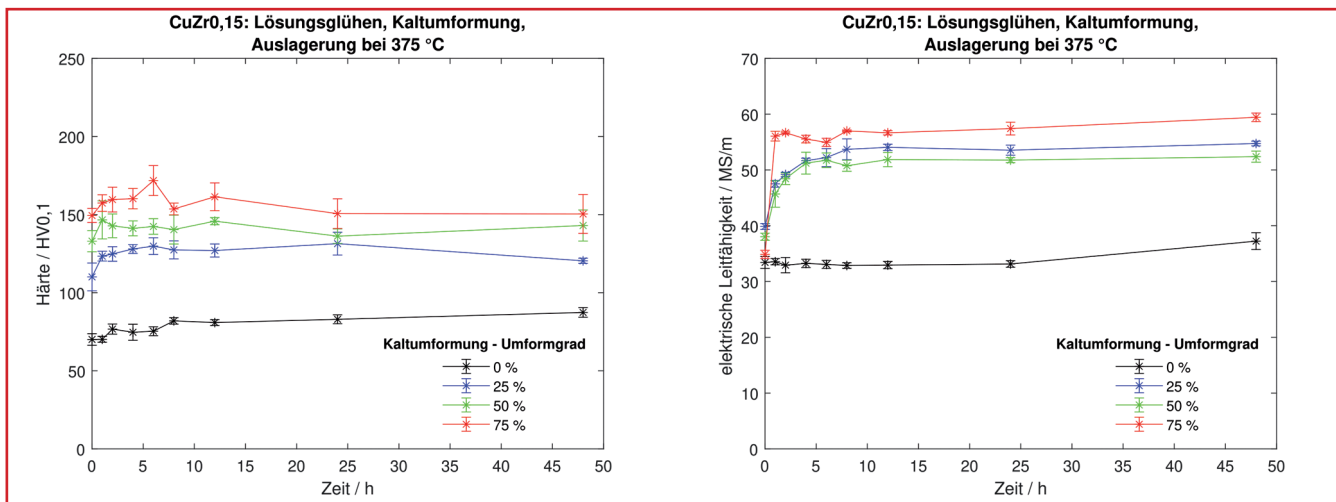 CuZr0,15: Lösungsglühen, Kaltumformung,
Auslagerung bei 375 °C
250
200
150
100
50
0
Härte / HV0,1
0 5 10 15 20 25 30 35 40 45 50
Zeit / h
Kaltumformung - Umformgrad
0 %
25 %
50 %
75 %
CuZr0,15: Lösungsglühen, Kaltumformung,
Auslagerung bei 375 °C
70
60
50
40
30
20
10
0
elektrische Leitfähigkeit / MS/m
0 5 10 15 20 25 30 35 40 45 50
Zeit / h
Kaltumformung - Umformgrad
0 %
25 %
50 %
75 %